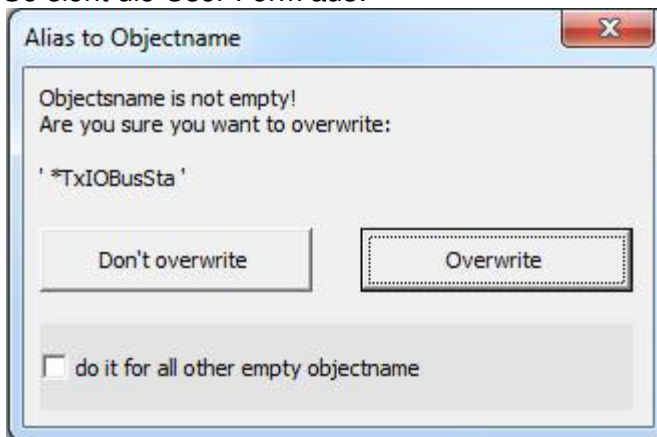 So sieht die User Form aus:
Alias to Objectname
Objectsname is not empty!
Are you sure you want to overwrite:
' *TxIOBusSta '
Don't overwrite
Overwrite
do it for all other empty objectname